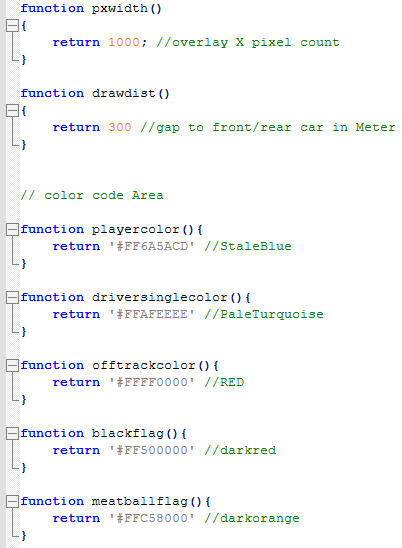 function pxwidth()
{
return 1000; //overlay X pixel count
}
function drawdist()
{
return 300 //gap to front/rear car in Meter
}
// color code Area
function playercolor(){
return '#FF6A5ACD' //StaleBlue
}
function driversinglecolor(){
return '#FFAFEEEE' //PaleTurquoise
}
function offtrackcolor(){
return '#FFFF0000' //RED
}
function blackflag(){
return '#FF500000' //darkred
}
function meatballflag(){
return '#FFC58000' //darkorange
}